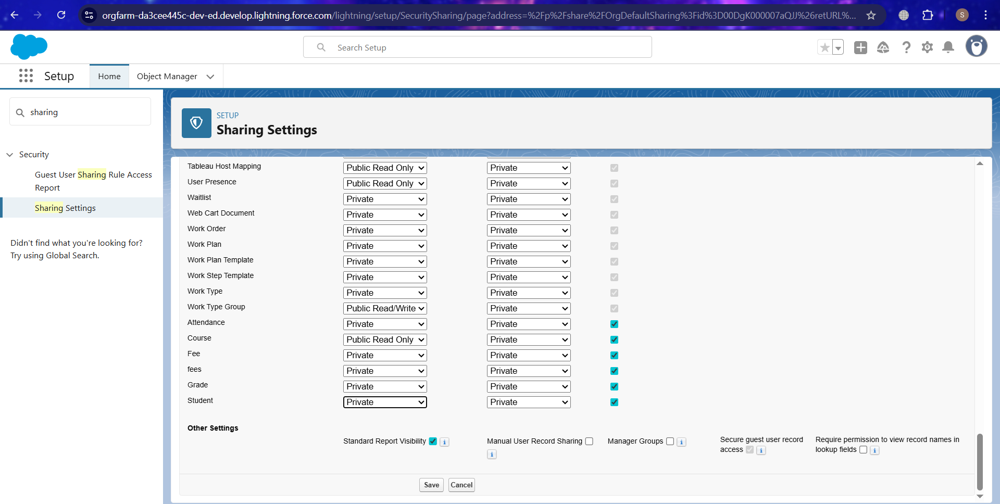 orgfarm-da3cee445c-dev-ed.develop.lightning.force.com/lightning/setup/SecuritySharing/page?address=%2Fp%2Fshare%2FOrgDefaultSharing%3Fid%3D00DgK000007aQJJ%26retURL%...
S
Search Setup
Setup
Home
Object Manager
sharing
Security
Guest User Sharing Rule Access
Report
Sharing Settings
Didn't find what you're looking for?
Try using Global Search.
SETUP
Sharing Settings
Tableau Host Mapping Public Read Only Private
User Presence Public Read Only Private
Waitlist Private Private
Web Cart Document Private Private
Work Order Private Private
Work Plan Private Private
Work Plan Template Private Private
Work Step Template Private Private
Work Type Private Private
Work Type Group Public Read/Write Private
Attendance Private Private
Course Public Read Only Private
Fee Private Private
fees Private Private
Grade Private Private
Student Private Private
Other Settings
Standard Report Visibility
Manual User Record Sharing
Manager Groups
Secure guest user record
access
Require permission to view record names in
lookup fields
Save Cancel